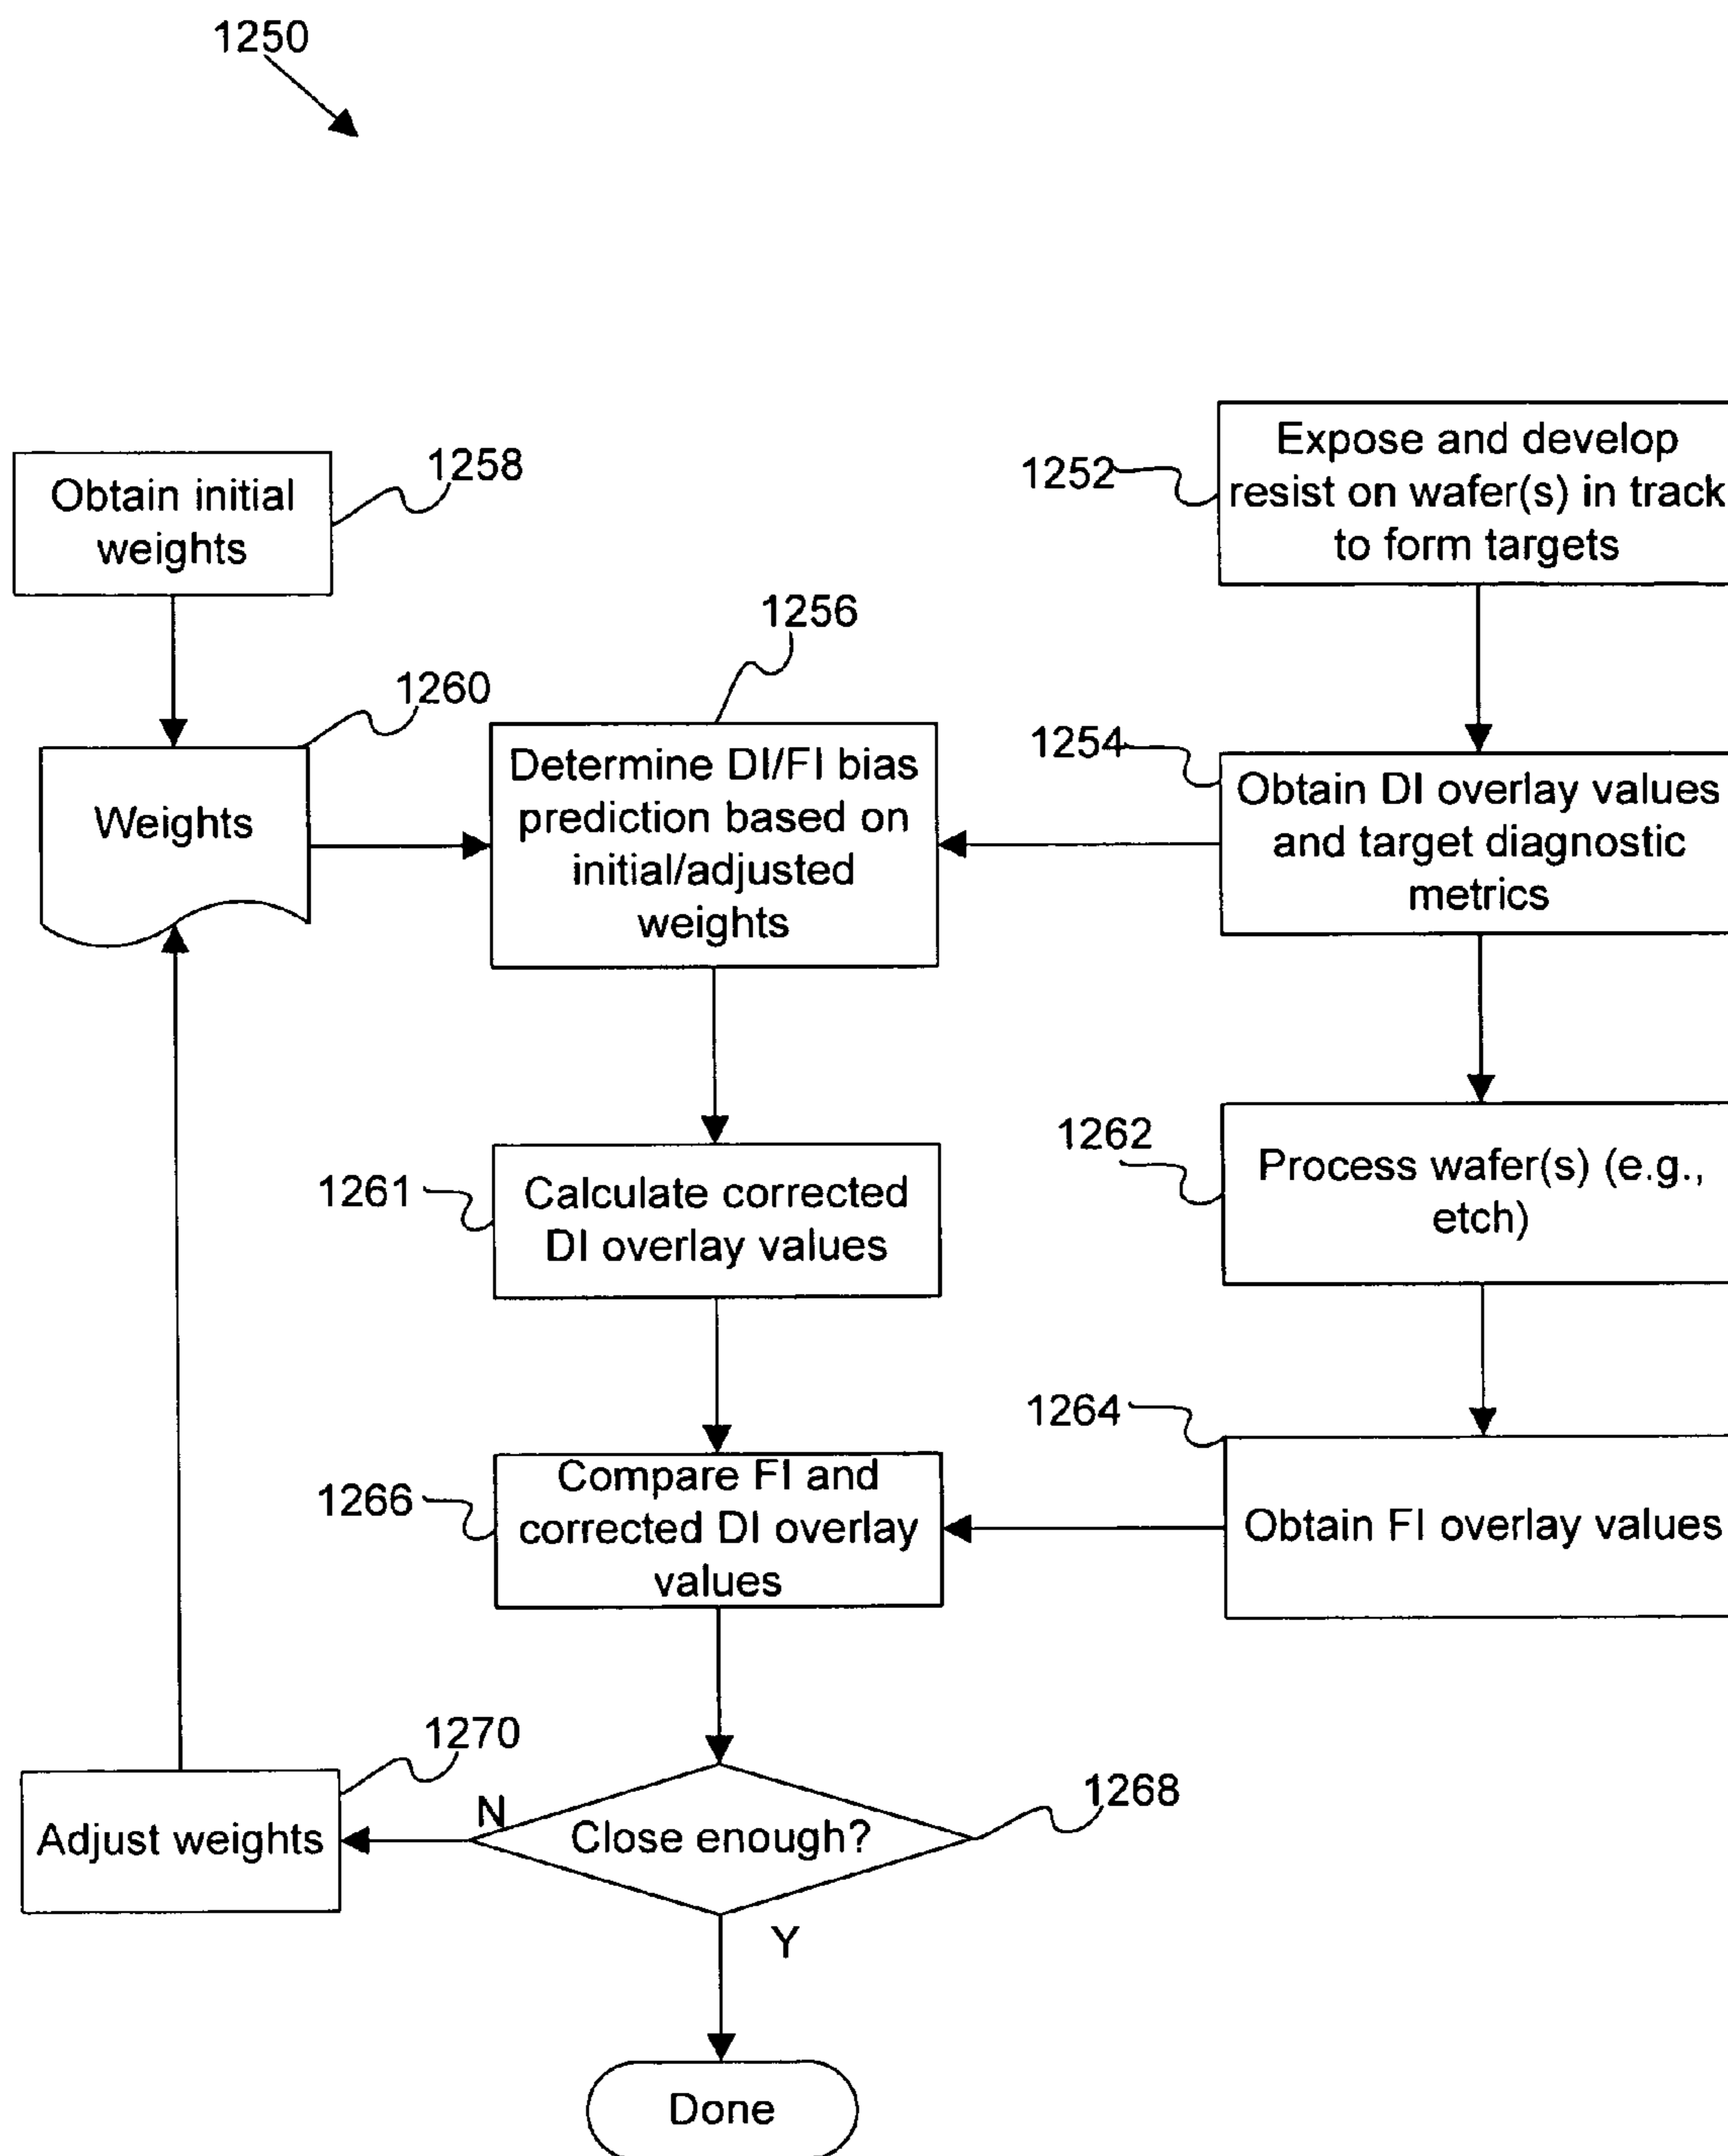 1250
1258
Obtain initial
weights
1252
Expose and develop
resist on wafer(s) in track
to form targets
1256
1260
Weights
Determine DI/FI bias
prediction based on
initial/adjusted
weights
1254
Obtain DI overlay values
and target diagnostic
metrics
1261
Calculate corrected
DI overlay values
1262
Process wafer(s) (e.g.,
etch)
1264
Obtain FI overlay values
1266
Compare FI and
corrected DI overlay
values
1270
Adjust weights
N
Close enough?
1268
Y
Done